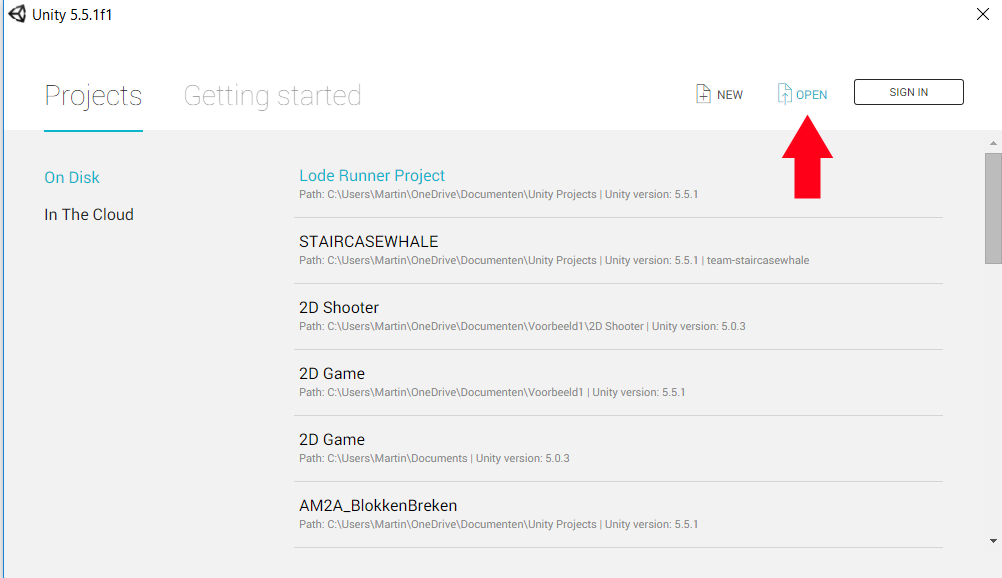 Unity 5.5.1f1
Projects
Getting started
NEW
OPEN
SIGN IN
On Disk
In The Cloud
Lode Runner Project
Path: C:\Users\Martin\OneDrive\Documenten\Unity Projects | Unity version: 5.5.1
STAIRCASEWHALE
Path: C:\Users\Martin\OneDrive\Documenten\Unity Projects | Unity version: 5.5.1 | team-staircasewhale
2D Shooter
Path: C:\Users\Martin\OneDrive\Documenten\Voorbeeld1\2D Shooter | Unity version: 5.0.3
2D Game
Path: C:\Users\Martin\OneDrive\Documenten\Voorbeeld1 | Unity version: 5.5.1
2D Game
Path: C:\Users\Martin\Documents | Unity version: 5.0.3
AM2A_BlokkenBreken
Path: C:\Users\Martin\OneDrive\Documenten\Unity Projects | Unity version: 5.5.1